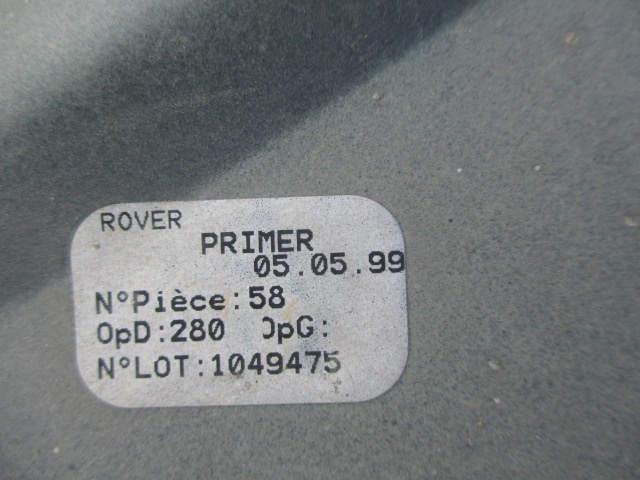 ROVER
PRIMER
05.05.99
N°Pièce:58
OpD:280 OpG:
N°LOT:1049475